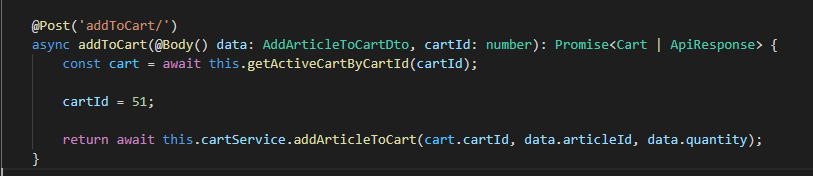 @Post('addToCart/')
async addToCart(@Body() data: AddArticleToCartDto, cartId: number): Promise<Cart | ApiResponse> {
const cart = await this.getActiveCartByCartId(cartId);
cartId = 51;
return await this.cartService.addArticleToCart(cart.cartId, data.articleId, data.quantity);
}